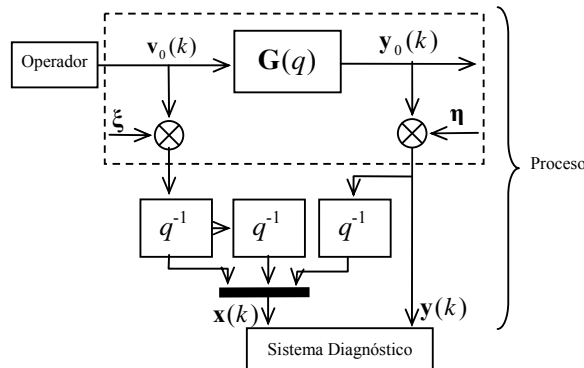 Operador
v₀(k)
G(q)
y₀(k)
ξ
η
Proceso
q⁻¹
q⁻¹
q⁻¹
x(k)
y(k)
Sistema Diagnóstico